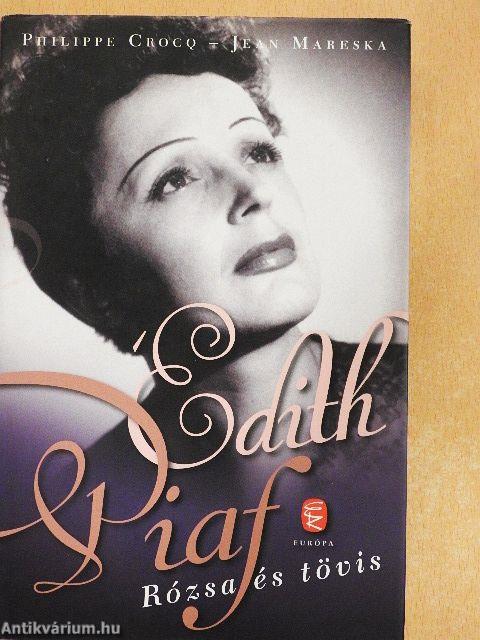 PHILIPPE CROCQ – JEAN MARESKA
Édith
Piaf
EURÓPA
Rózsa és tövis
Antikvárium.hu